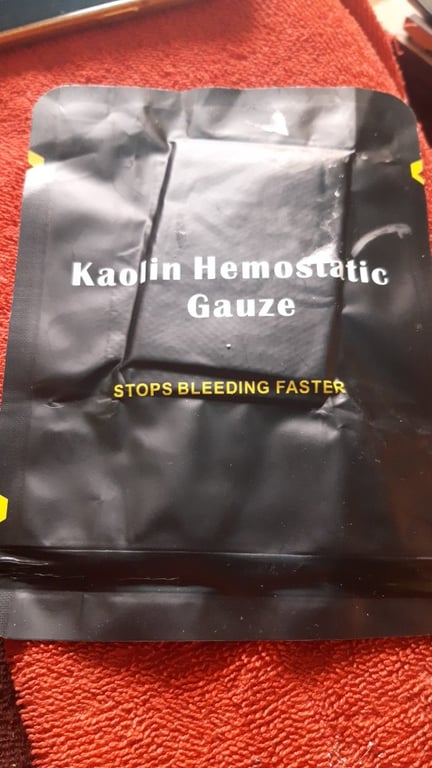 Kaolin Hemostatic
Gauze
STOPS BLEEDING FASTER